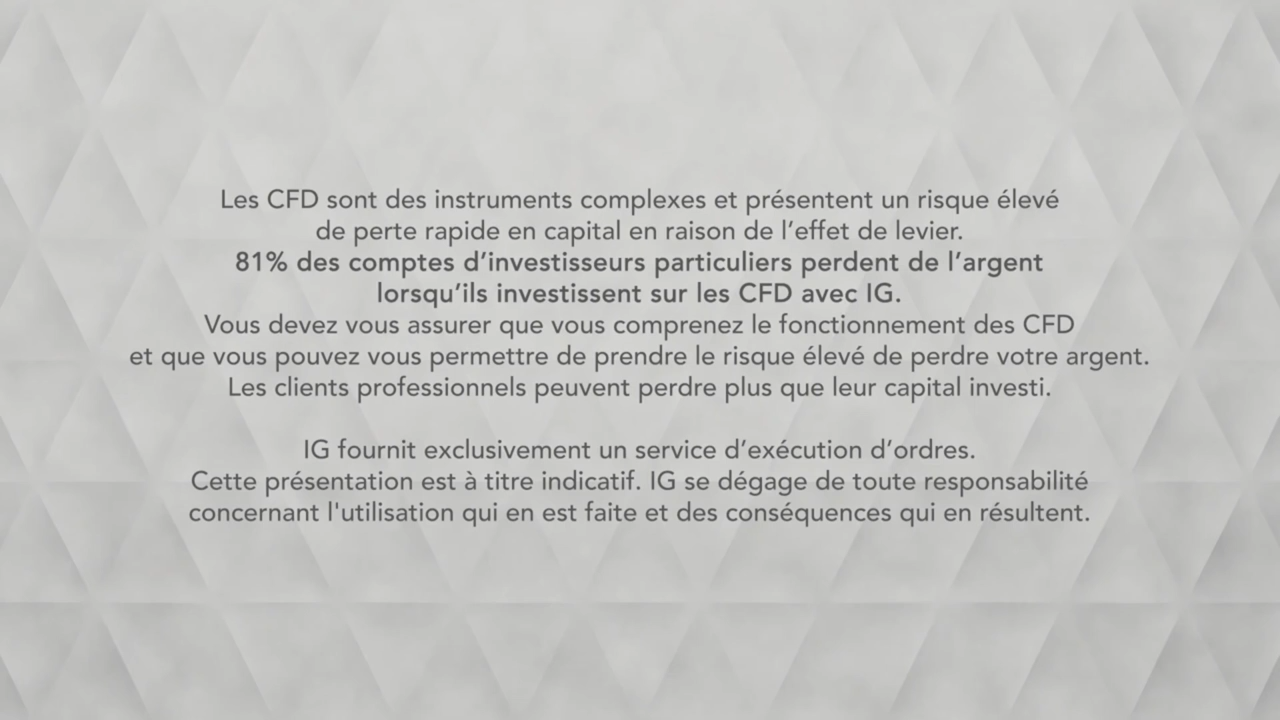 Les CFD sont des instruments complexes et présentent un risque élevé
de perte rapide en capital en raison de l’effet de levier.
81% des comptes d’investisseurs particuliers perdent de l’argent
lorsqu’ils investissent sur les CFD avec IG.
Vous devez vous assurer que vous comprenez le fonctionnement des CFD
et que vous pouvez vous permettre de prendre le risque élevé de perdre votre argent.
Les clients professionnels peuvent perdre plus que leur capital investi.
IG fournit exclusivement un service d’exécution d’ordres.
Cette présentation est à titre indicatif. IG se dégage de toute responsabilité
concernant l'utilisation qui en est faite et des conséquences qui en résultent.